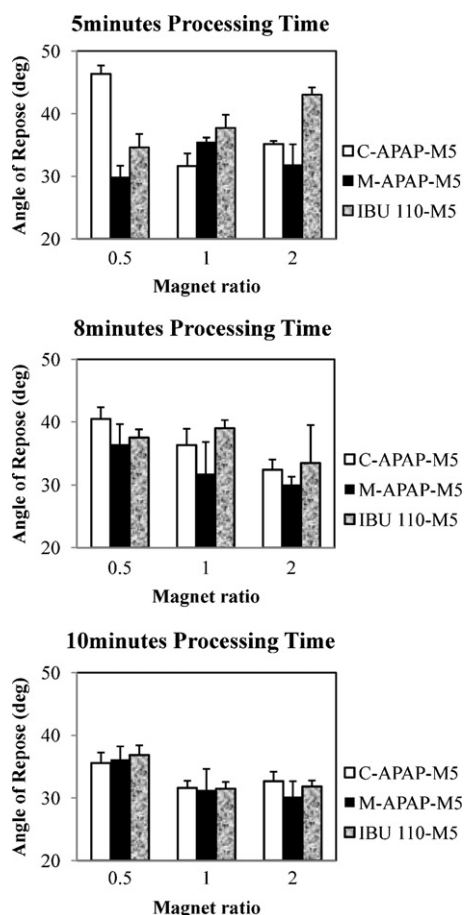 5minutes Processing Time
Angle of Repose (deg)
50
40
30
20
0.5 1 2
Magnet ratio
C-APAP-M5
M-APAP-M5
IBU 110-M5
8minutes Processing Time
Angle of Repose (deg)
50
40
30
20
0.5 1 2
Magnet ratio
C-APAP-M5
M-APAP-M5
IBU 110-M5
10minutes Processing Time
Angle of Repose (deg)
50
40
30
20
0.5 1 2
Magnet ratio
C-APAP-M5
M-APAP-M5
IBU 110-M5